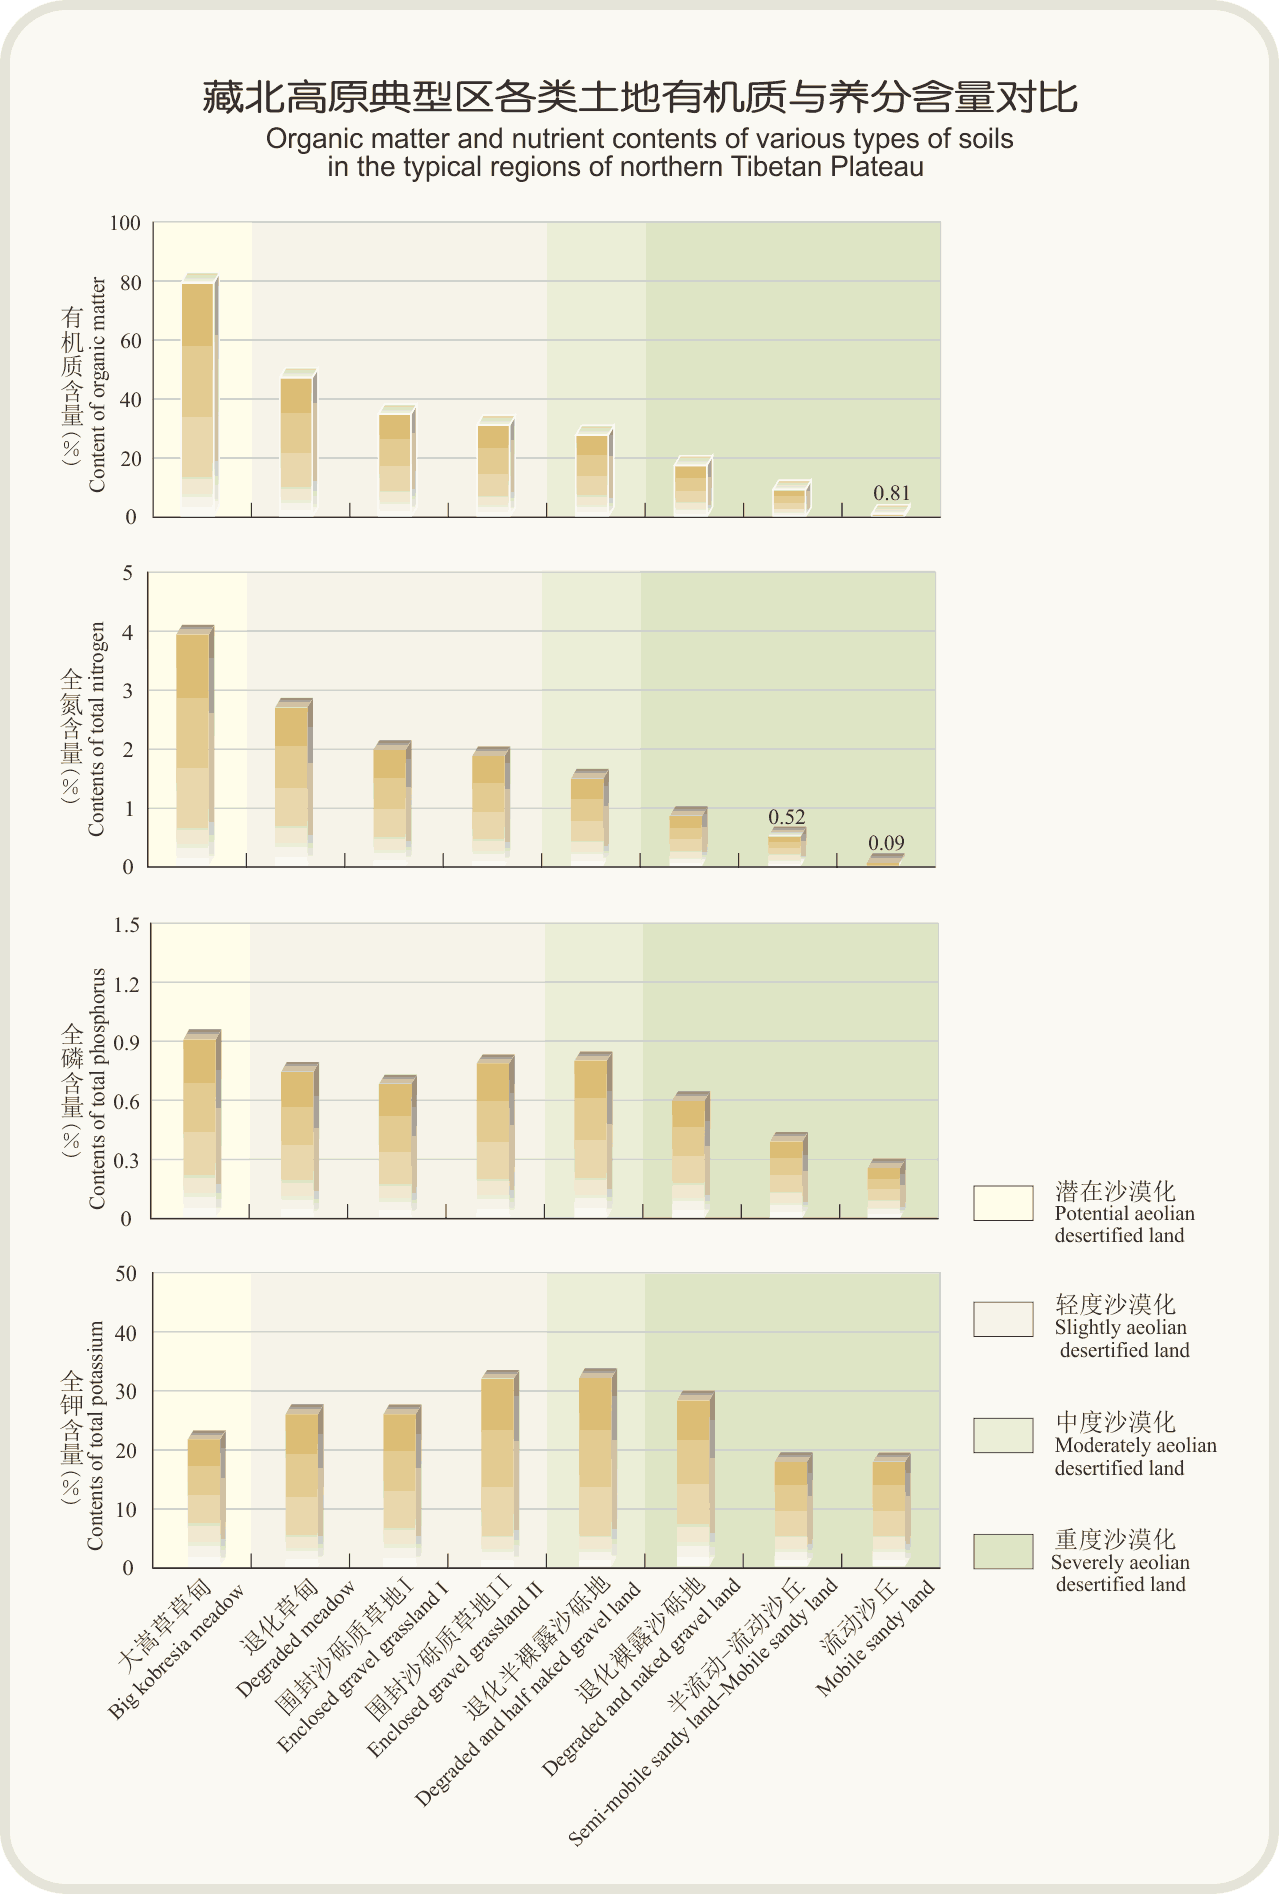 藏北高原典型区各类土地有机质与养分含量对比
Organic matter and nutrient contents of various types of soils
in the typical regions of northern Tibetan Plateau
有机质含量(%)
Content of organic matter
100
80
60
40
20
0
0.81
全氮含量(%)
Contents of total nitrogen
5
4
3
2
1
0
0.52
0.09
全磷含量(%)
Contents of total phosphorus
1.5
1.2
0.9
0.6
0.3
0
全钾含量(%)
Contents of total potassium
50
40
30
20
10
0
大嵩草草甸
Big kobresia meadow
退化草甸
Degraded meadow
围封沙砾质草地I
Enclosed gravel grassland I
围封沙砾质草地II
Enclosed gravel grassland II
退化半裸露沙砾地
Degraded and half naked gravel land
退化裸露沙砾地
Degraded and naked gravel land
半流动-流动沙丘
Semi-mobile sandy land-Mobile sandy land
流动沙丘
Mobile sandy land
潜在沙漠化
Potential aeolian
desertified land
轻度沙漠化
Slightly aeolian
desertified land
中度沙漠化
Moderately aeolian
desertified land
重度沙漠化
Severely aeolian
desertified land